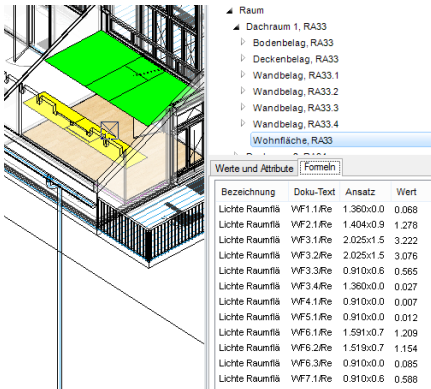 Raum
Dachraum 1, RA33
Bodenbelag, RA33
Deckenbelag, RA33
Wandbelag, RA33.1
Wandbelag, RA33.2
Wandbelag, RA33.3
Wandbelag, RA33.4
Wohnfläche, RA33
Werte und Attribute Formeln
Bezeichnung Doku-Text Ansatz Wert
Lichte Raumflä WF1.1/Re 1.360x0.0 0.068
Lichte Raumflä WF2.1/Re 1.404x0.9 1.278
Lichte Raumflä WF3.1/Re 2.025x1.5 3.222
Lichte Raumflä WF3.2/Re 2.025x1.5 3.076
Lichte Raumflä WF3.3/Re 0.910x0.6 0.565
Lichte Raumflä WF3.4/Re 1.360x0.0 0.027
Lichte Raumflä WF4.1/Re 0.910x0.0 0.007
Lichte Raumflä WF5.1/Re 0.910x0.0 0.012
Lichte Raumflä WF6.1/Re 1.591x0.7 1.209
Lichte Raumflä WF6.2/Re 1.519x0.7 1.154
Lichte Raumflä WF6.3/Re 0.910x0.0 0.085
Lichte Raumflä WF7.1/Re 0.910x0.6 0.588